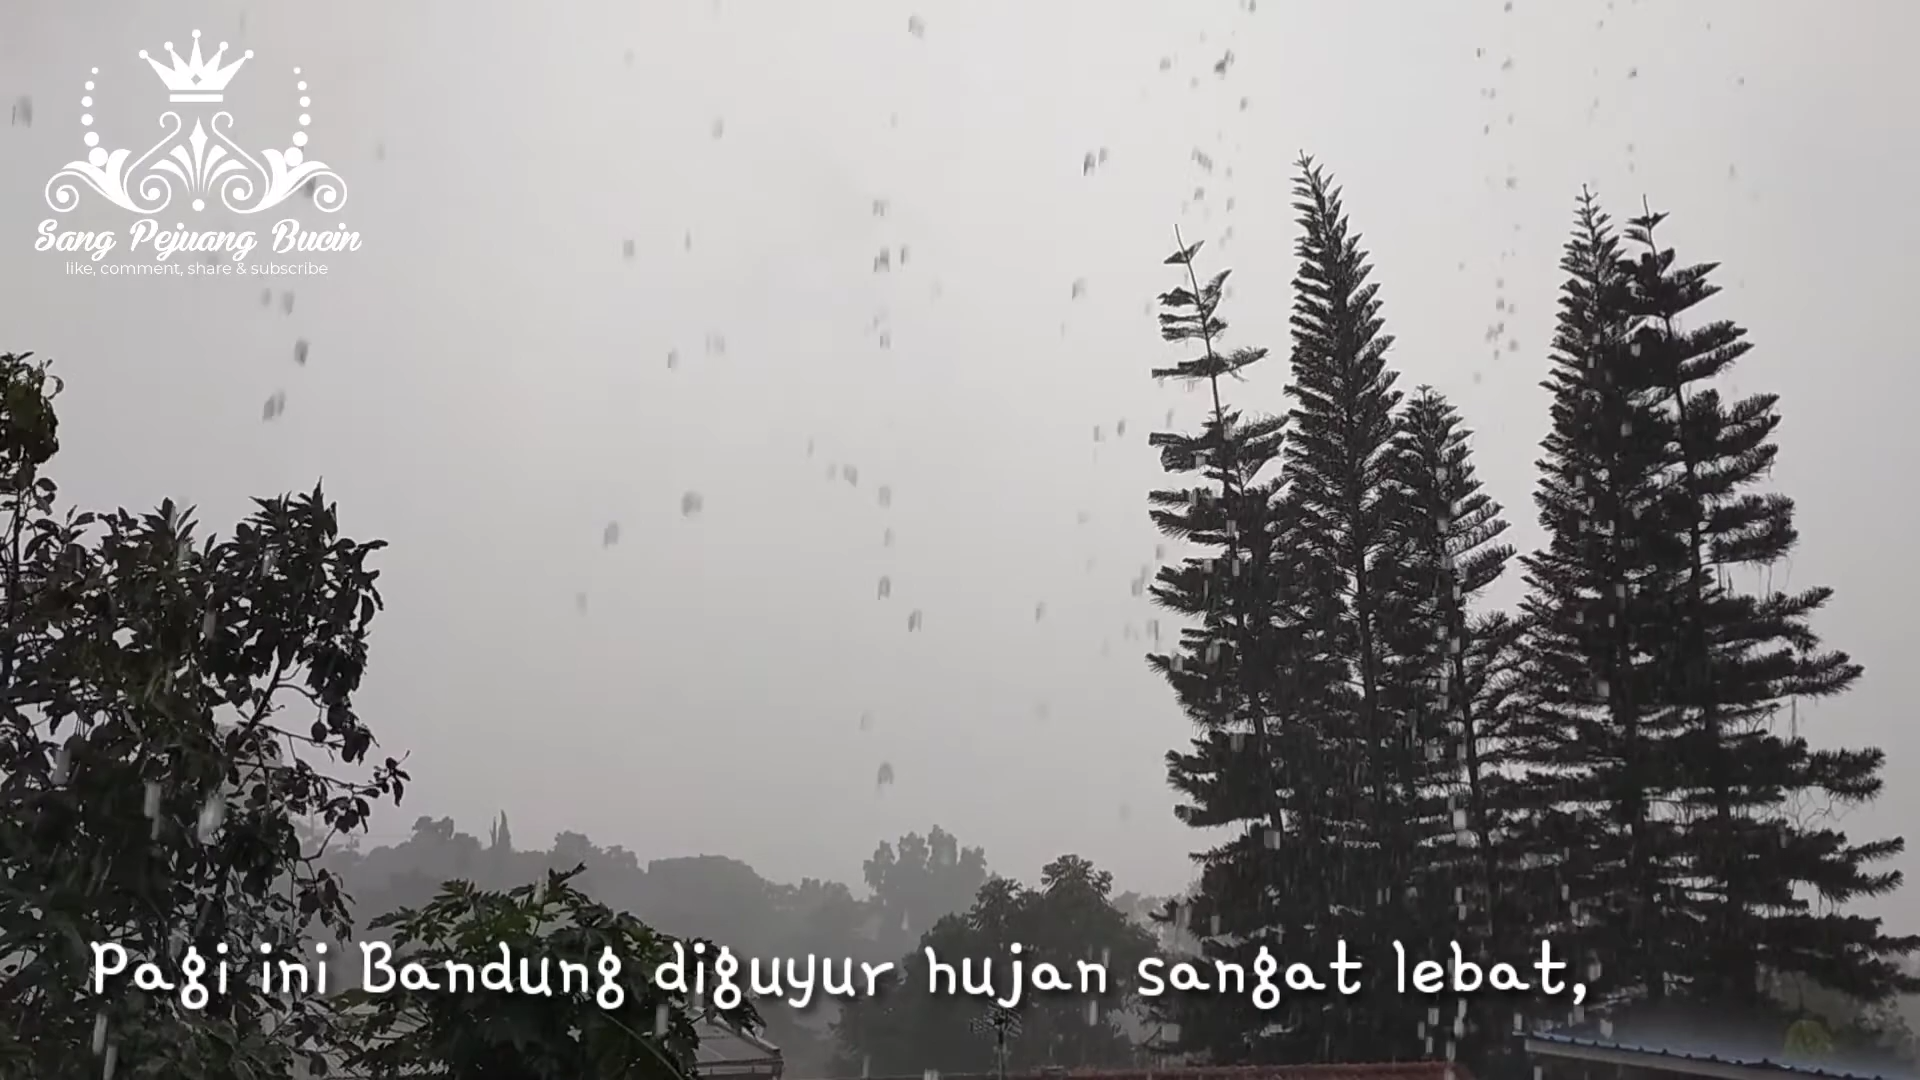 Sang Pejuang Bucin
like, comment, share & subscribe
Pagi ini Bandung diguyur hujan sangat lebat,